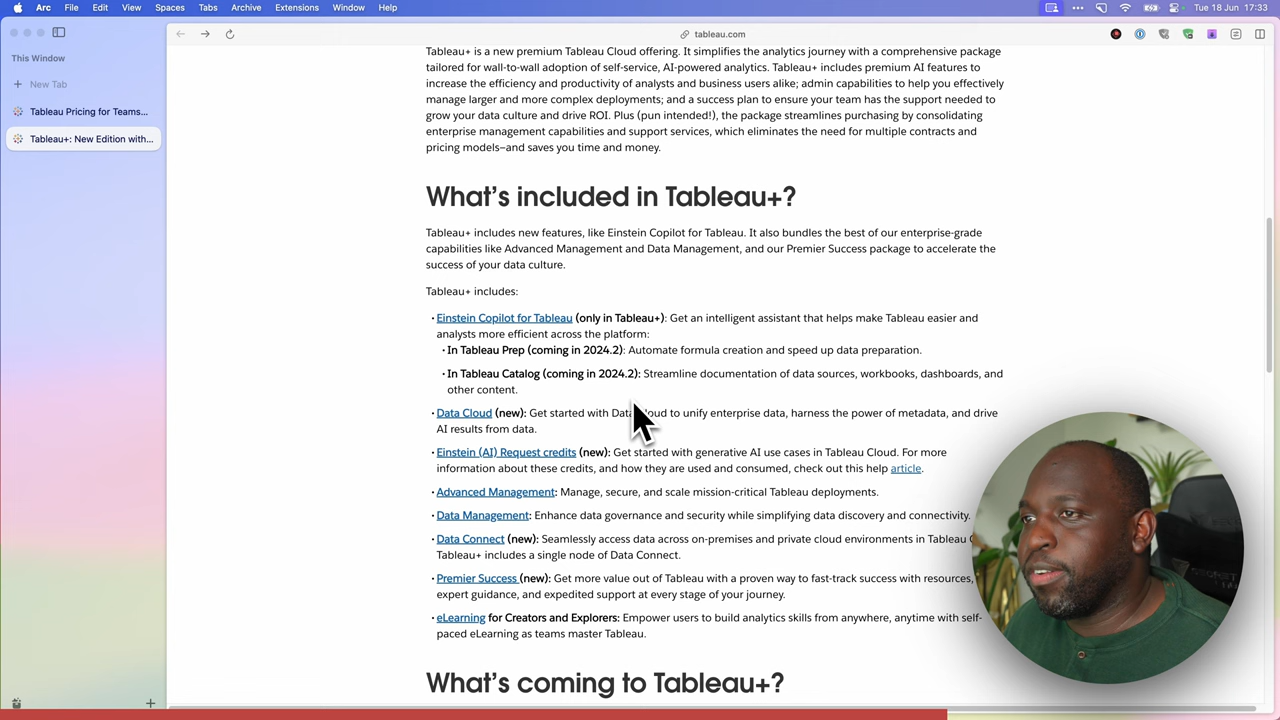 Arc File Edit View Spaces Tabs Archive Extensions Window Help
Tue 18 Jun 17:33
tableau.com
This Window
New Tab
Tableau Pricing for Teams...
Tableau+: New Edition with...
Tableau+ is a new premium Tableau Cloud offering. It simplifies the analytics journey with a comprehensive package
tailored for wall-to-wall adoption of self-service, AI-powered analytics. Tableau+ includes premium AI features to
increase the efficiency and productivity of analysts and business users alike; admin capabilities to help you effectively
manage larger and more complex deployments; and a success plan to ensure your team has the support needed to
grow your data culture and drive ROI. Plus (pun intended!), the package streamlines purchasing by consolidating
enterprise management capabilities and support services, which eliminates the need for multiple contracts and
pricing models—and saves you time and money.
What's included in Tableau+?
Tableau+ includes new features, like Einstein Copilot for Tableau. It also bundles the best of our enterprise-grade
capabilities like Advanced Management and Data Management, and our Premier Success package to accelerate the
success of your data culture.
Tableau+ includes:
• Einstein Copilot for Tableau (only in Tableau+): Get an intelligent assistant that helps make Tableau easier and
analysts more efficient across the platform:
• In Tableau Prep (coming in 2024.2): Automate formula creation and speed up data preparation.
• In Tableau Catalog (coming in 2024.2): Streamline documentation of data sources, workbooks, dashboards, and
other content.
• Data Cloud (new): Get started with Data Cloud to unify enterprise data, harness the power of metadata, and drive
AI results from data.
• Einstein (AI) Request credits (new): Get started with generative AI use cases in Tableau Cloud. For more
information about these credits, and how they are used and consumed, check out this help article.
• Advanced Management: Manage, secure, and scale mission-critical Tableau deployments.
• Data Management: Enhance data governance and security while simplifying data discovery and connectivity.
• Data Connect (new): Seamlessly access data across on-premises and private cloud environments in Tableau
Tableau+ includes a single node of Data Connect.
• Premier Success (new): Get more value out of Tableau with a proven way to fast-track success with resources,
expert guidance, and expedited support at every stage of your journey.
• eLearning for Creators and Explorers: Empower users to build analytics skills from anywhere, anytime with self-
paced eLearning as teams master Tableau.
What's coming to Tableau+?